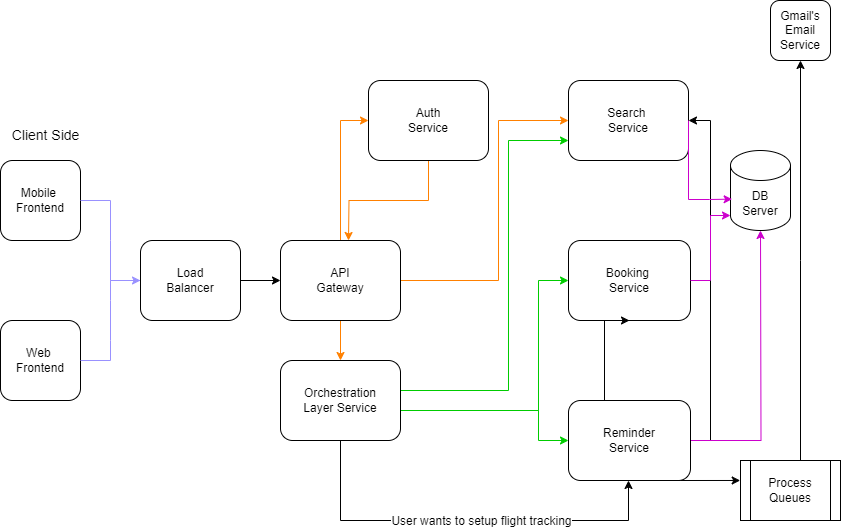 Gmail's
Email
Service
Auth
Service
Search
Service
Client Side
Mobile
Frontend
DB
Server
Load
Balancer
API
Gateway
Booking
Service
Web
Frontend
Orchestration
Layer Service
Reminder
Service
Process
Queues
User wants to setup flight tracking